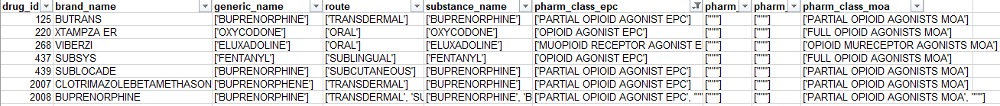 drug_id brand_name generic_name route substance_name pharm_class_epc pharm_ pharm_ pharm_class_moa
125 BUTRANS ['BUPRENORPHINE'] ['TRANSDERMAL'] ['BUPRENORPHINE'] ['PARTIAL OPIOID AGONIST EPC'] [""""] [""""] ['PARTIAL OPIOID AGONISTS MOA']
220 XTAMPZA ER ['OXYCODONE'] ['ORAL'] ['OXYCODONE'] ['OPIOID AGONIST EPC'] [""""] [""""] ['FULL OPIOID AGONISTS MOA']
268 VIBERZI ['ELUXADOLINE'] ['ORAL'] ['ELUXADOLINE'] ['MUOPIOID RECEPTOR AGONIST E [""""] [""""] ['OPIOID MURECEPTOR AGONISTS MOA']
437 SUBSYS ['FENTANYL'] ['SUBLINGUAL'] ['FENTANYL'] ['OPIOID AGONIST EPC'] [""""] [""""] ['FULL OPIOID AGONISTS MOA']
439 SUBLOCADE ['BUPRENORPHINE'] ['SUBCUTANEOUS'] ['BUPRENORPHINE'] ['PARTIAL OPIOID AGONIST EPC'] [""""] [""""] ['PARTIAL OPIOID AGONISTS MOA']
2007 CLOTRIMAZOLEBETAMETHASON ['BUPRENORPHENE'] ['TRANSDERMAL'] ['BUPRENORPHINE'] ['PARTIAL OPIOID AGONIST EPC'] [""""] [""""] ['PARTIAL OPIOID AGONISTS MOA']
2008 BUPRENORPHINE ['BUPRENORPHINE'] ['TRANSDERMAL', 'SU ['BUPRENORPHINE', 'B ['PARTIAL OPIOID AGONIST EPC', """ [""""] [""""] ['PARTIAL OPIOID AGONISTS MOA', """"]